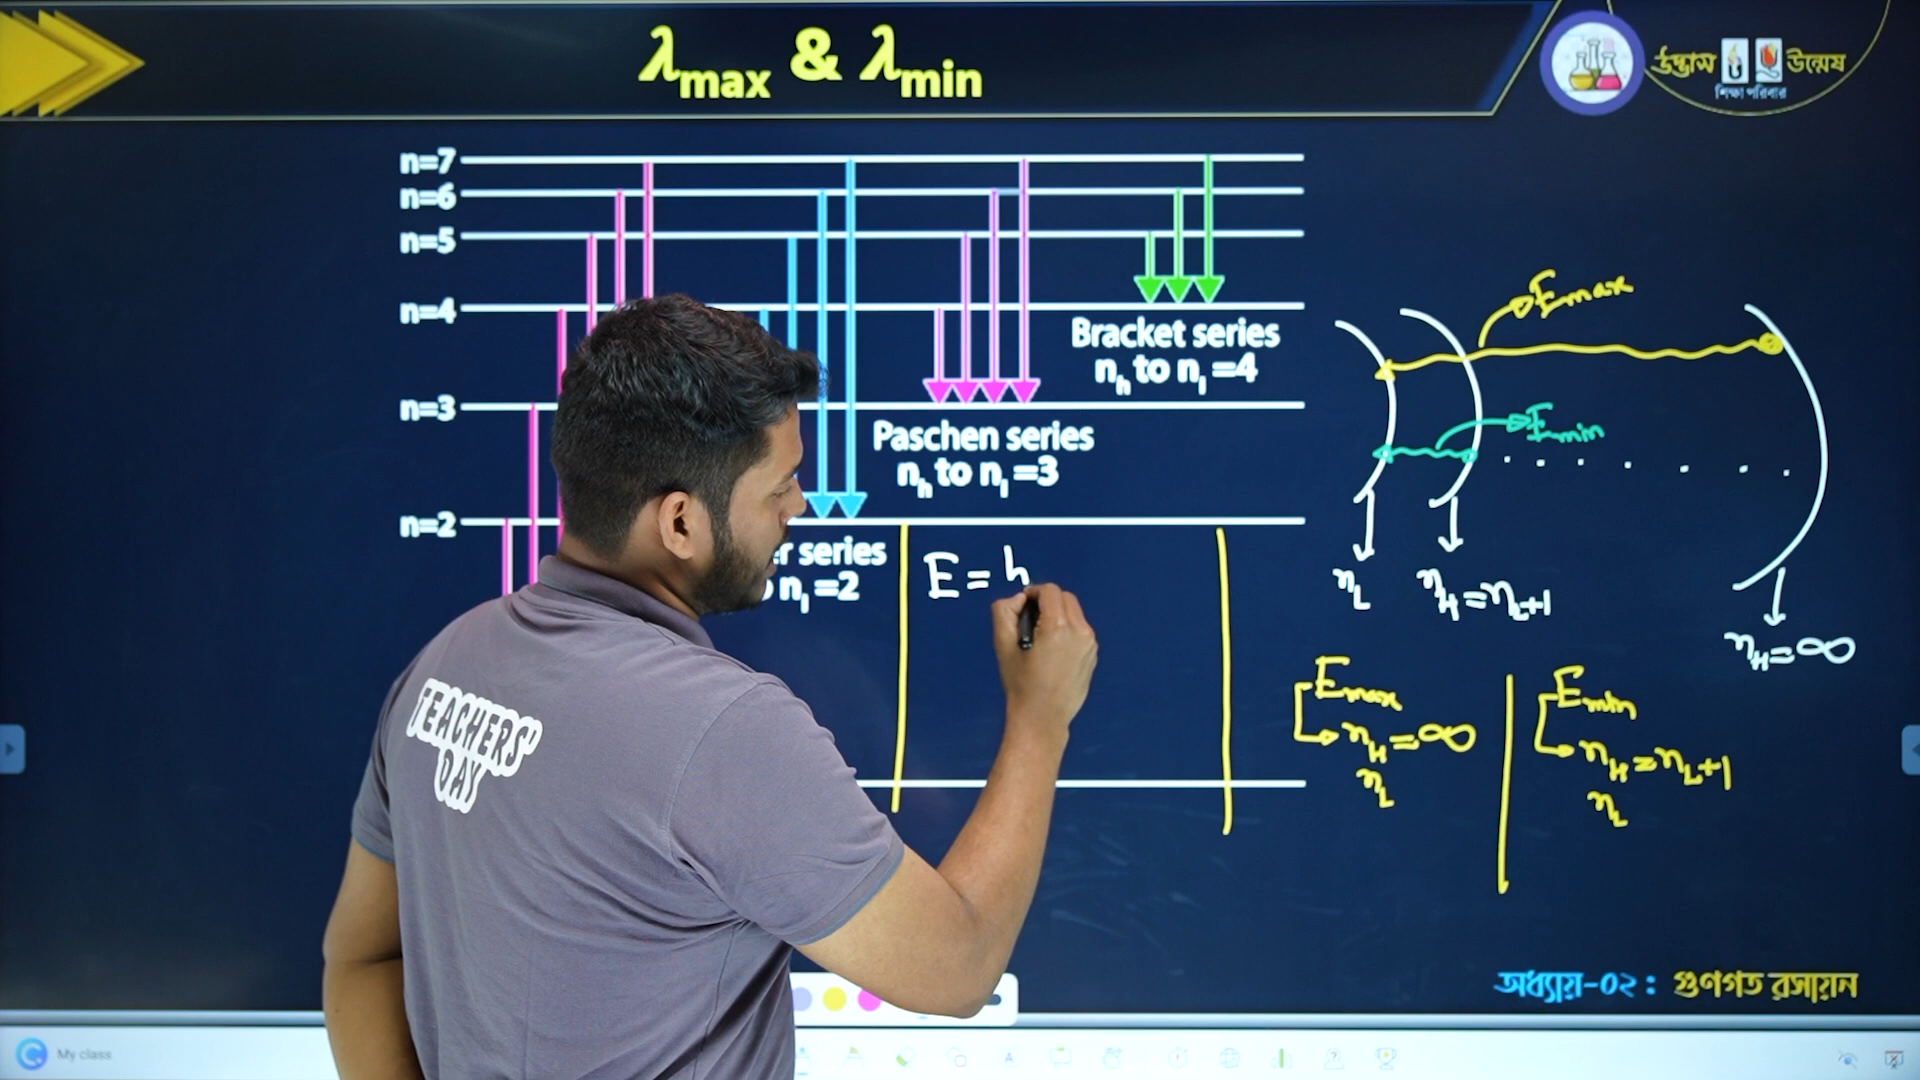 λmax & λmin
উদ্ভাস উন্মেষ
শিক্ষা পরিবার
n=7
n=6
n=5
n=4
n=3
n=2
Bracket series
nh to nl =4
Paschen series
nh to nl =3
er series
nl =2
E = h
Emax
Emin
nL
nH = nL+1
nH = ∞
Emax
nH = ∞
nL
Emin
nH = nL+1
nL
TEACHERS'
DAY
অধ্যায়-০২ : গুণগত রসায়ন
My class